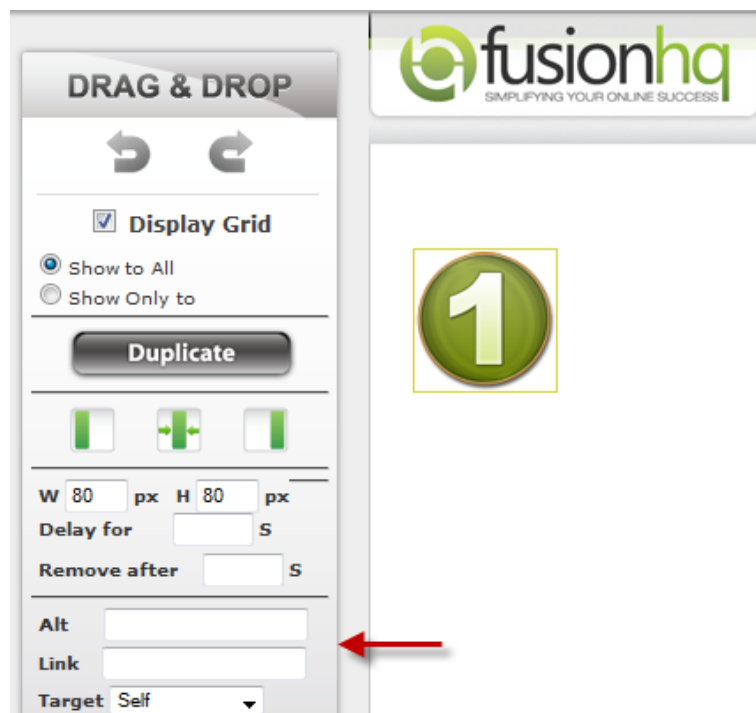 DRAG & DROP
Display Grid
Show to All
Show Only to
Duplicate
W 80 px H 80 px
Delay for S
Remove after S
Alt
Link
Target Self
fusionhq
SIMPLIFYING YOUR ONLINE SUCCESS
1